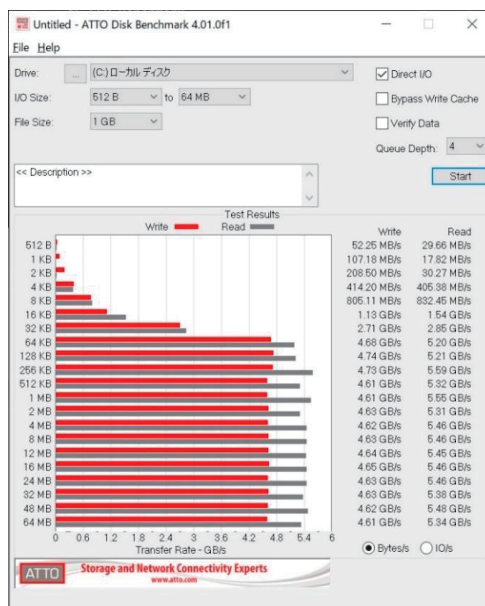 Untitled - ATTO Disk Benchmark 4.01.0f1
File Help
Drive: ... (C:) ローカル ディスク
Direct I/O
I/O Size: 512 B to 64 MB
Bypass Write Cache
File Size: 1 GB
Verify Data
Queue Depth: 4
<< Description >>
Start
Test Results
Write Read
Write Read
512 B 52.25 MB/s 29.66 MB/s
1 KB 107.18 MB/s 17.82 MB/s
2 KB 208.50 MB/s 30.27 MB/s
4 KB 414.20 MB/s 405.38 MB/s
8 KB 805.11 MB/s 832.45 MB/s
16 KB 1.13 GB/s 1.54 GB/s
32 KB 2.71 GB/s 2.85 GB/s
64 KB 4.68 GB/s 5.20 GB/s
128 KB 4.74 GB/s 5.21 GB/s
256 KB 4.73 GB/s 5.59 GB/s
512 KB 4.61 GB/s 5.32 GB/s
1 MB 4.61 GB/s 5.55 GB/s
2 MB 4.63 GB/s 5.31 GB/s
4 MB 4.62 GB/s 5.46 GB/s
8 MB 4.63 GB/s 5.46 GB/s
12 MB 4.64 GB/s 5.45 GB/s
16 MB 4.65 GB/s 5.46 GB/s
24 MB 4.63 GB/s 5.46 GB/s
32 MB 4.63 GB/s 5.38 GB/s
48 MB 4.62 GB/s 5.48 GB/s
64 MB 4.61 GB/s 5.34 GB/s
0 0.6 1.2 1.8 2.4 3 3.6 4.2 4.8 5.4 6
Transfer Rate - GB/s
Bytes/s IO/s
ATTO Storage and Network Connectivity Experts
www.atto.com